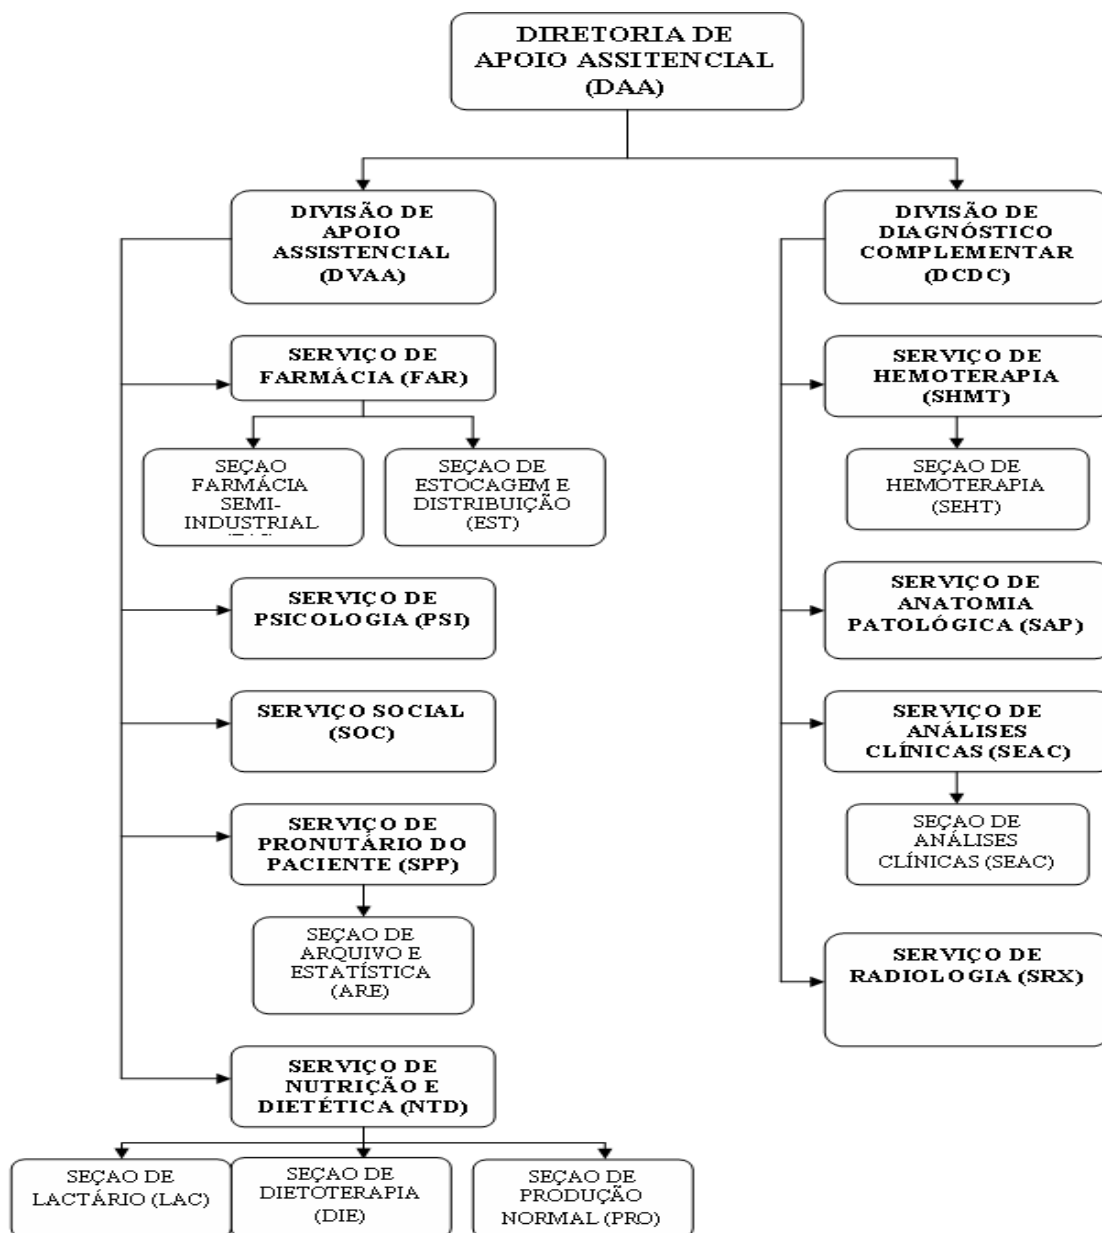 DIRETORIA DE
APOIO ASSITENCIAL
(DAA)
DIVISÃO DE
APOIO
ASSISTENCIAL
(DVAA)
SERVIÇO DE
FARMÁCIA (FAR)
SEÇAO
FARMÁCIA
SEMI-
INDUSTRIAL
SEÇAO DE
ESTOCAGEM E
DISTRIBUIÇÃO
(EST)
SERVIÇO DE
PSICOLOGIA (PSI)
SERVIÇO SOCIAL
(SOC)
SERVIÇO DE
PRONUTÁRIO DO
PACIENTE (SPP)
SEÇAO DE
ARQUIVO E
ESTATÍSTICA
(ARE)
SERVIÇO DE
NUTRIÇÃO E
DIETÉTICA (NTD)
SEÇAO DE
LACTÁRIO (LAC)
SEÇAO DE
DIETOTERAPIA
(DIE)
SEÇAO DE
PRODUÇÃO
NORMAL (PRO)
DIVISÃO DE
DIAGNÓSTICO
COMPLEMENTAR
(DCDC)
SERVIÇO DE
HEMOTERAPIA
(SHMT)
SEÇAO DE
HEMOTERAPIA
(SEHT)
SERVIÇO DE
ANATOMIA
PATOLÓGICA (SAP)
SERVIÇO DE
ANÁLISES
CLÍNICAS (SEAC)
SEÇAO DE
ANÁLISES
CLÍNICAS (SEAC)
SERVIÇO DE
RADIOLOGIA (SRX)